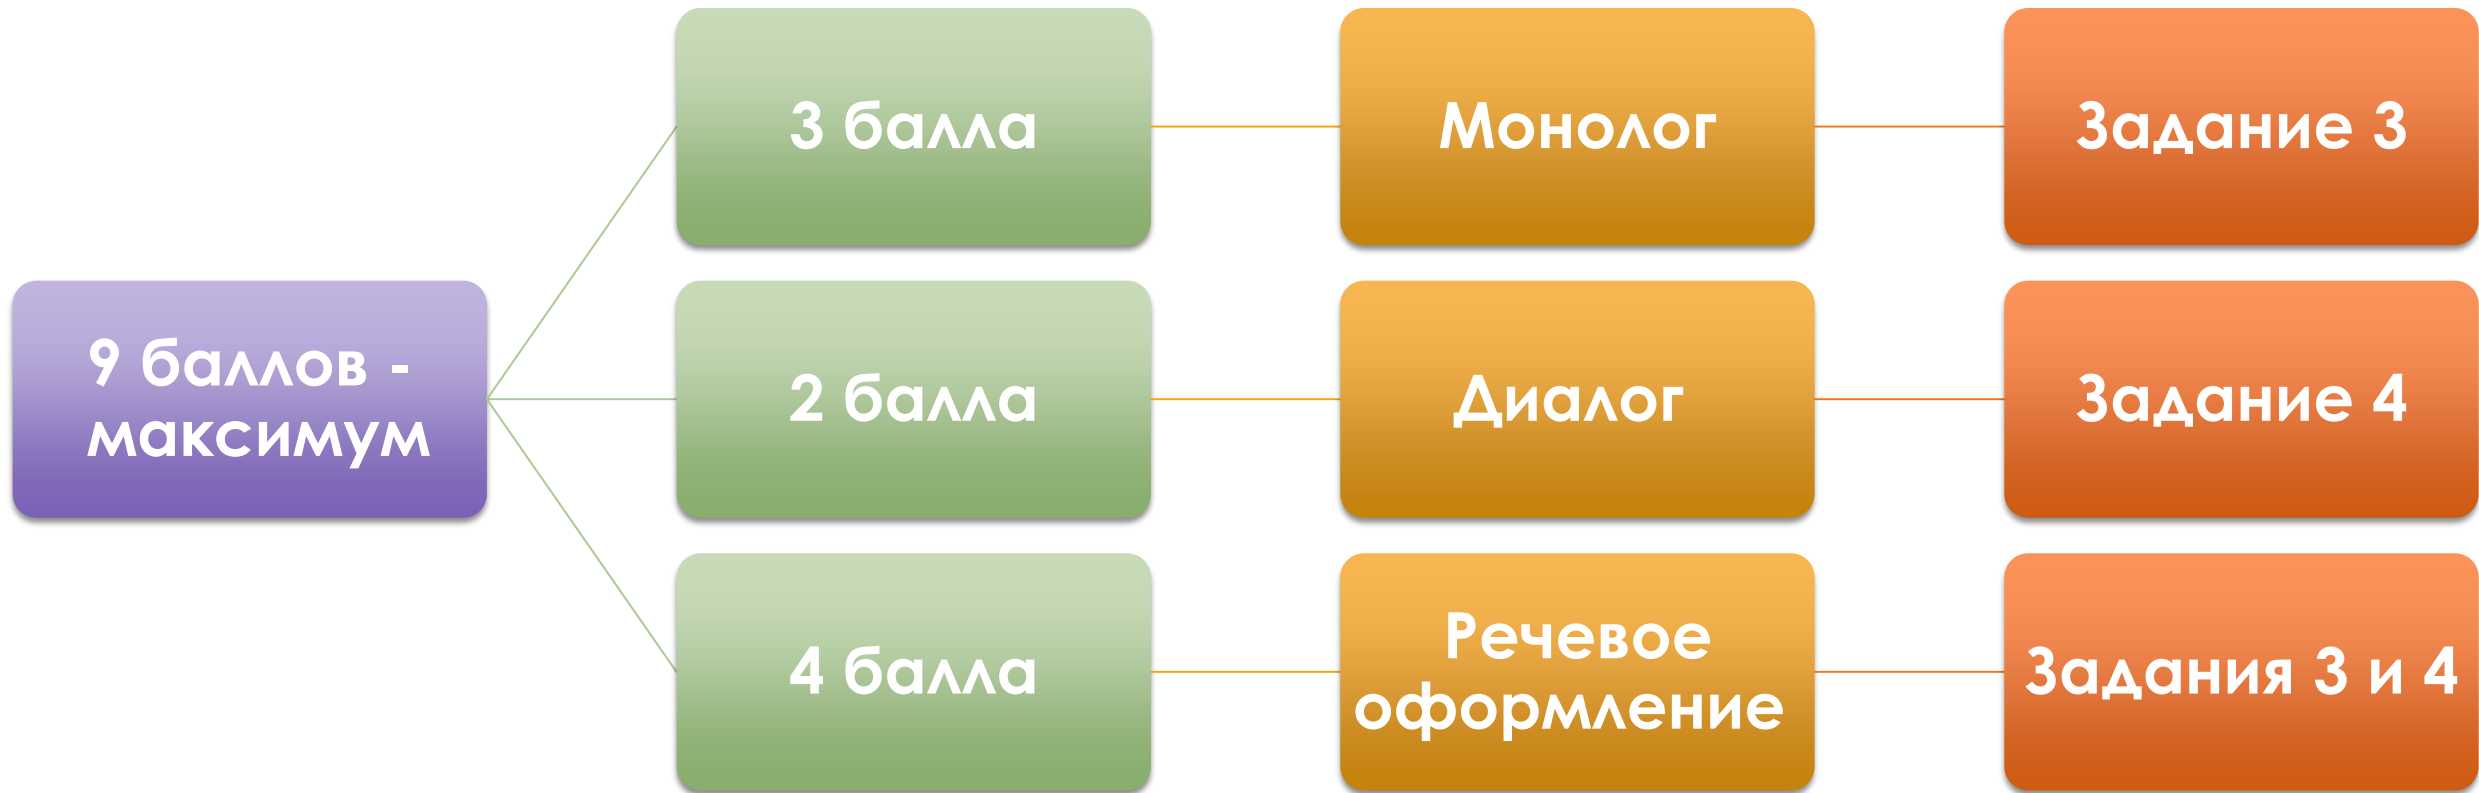 3 балла
Монолог
Задание 3
9 баллов -
максимум
2 балла
Диалог
Задание 4
4 балла
Речевое
оформление
Задания 3 и 4